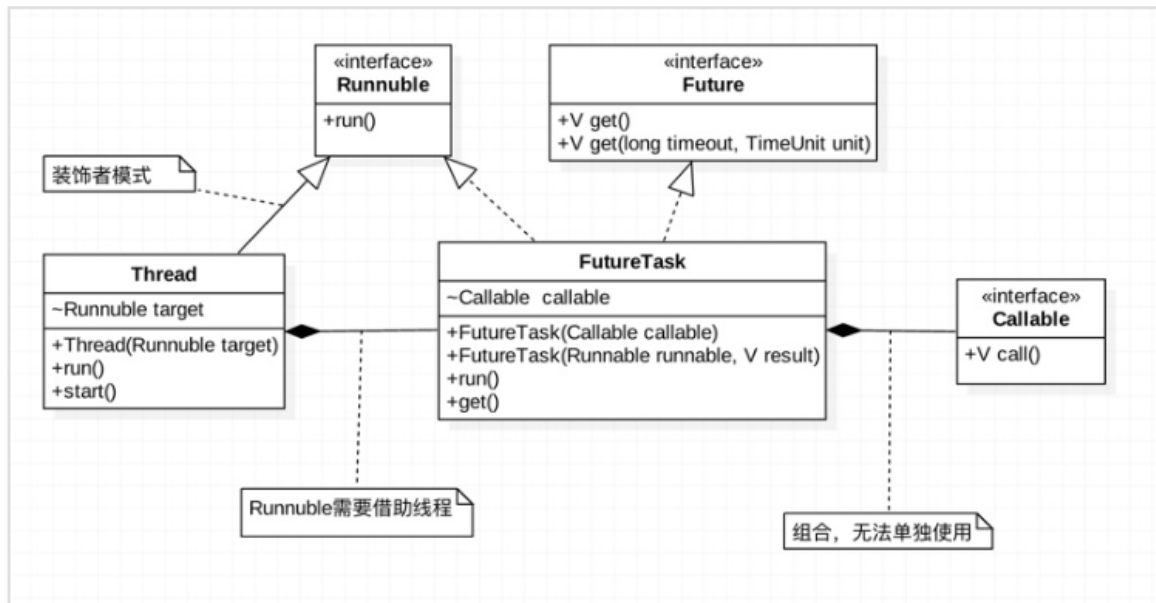 «interface»
Runnuble
+run()
«interface»
Future
+V get()
+V get(long timeout, TimeUnit unit)
装饰者模式
Thread
~Runnuble target
+Thread(Runnuble target)
+run()
+start()
FutureTask
~Callable callable
+FutureTask(Callable callable)
+FutureTask(Runnable runnable, V result)
+run()
+get()
«interface»
Callable
+V call()
Runnuble需要借助线程
组合，无法单独使用